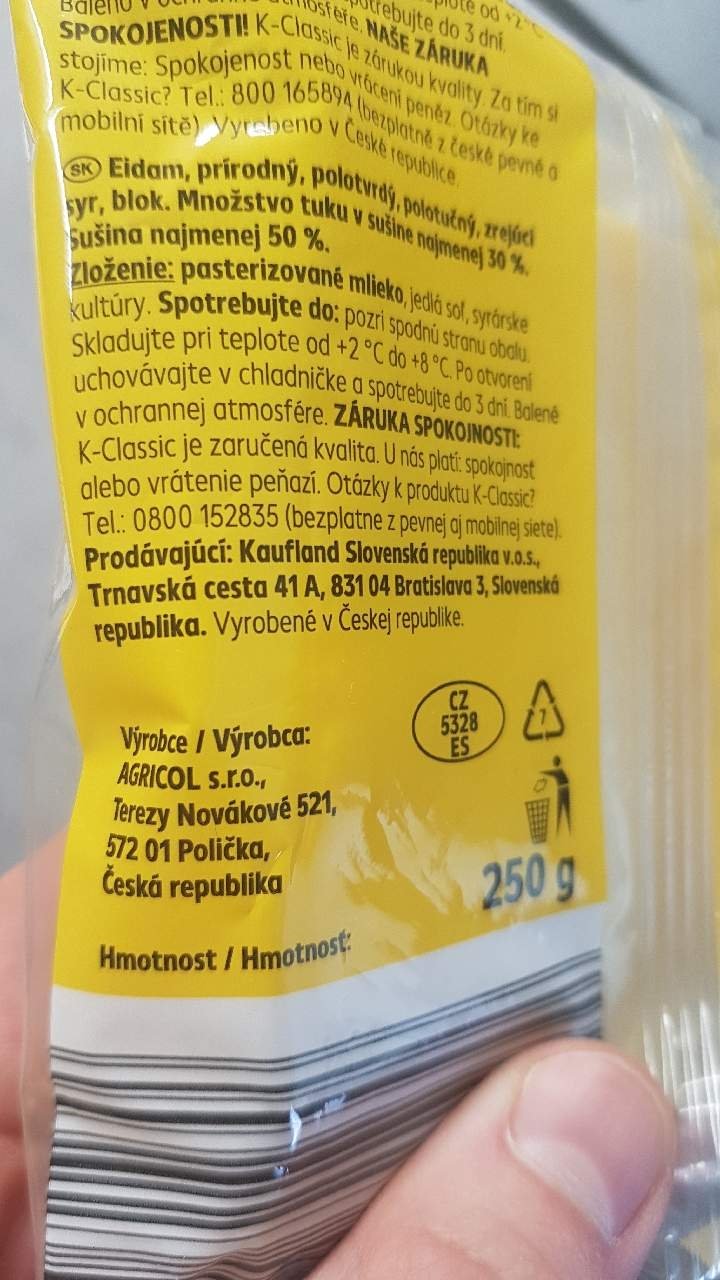 do 3 dní.
SPOKOJENOSTI! K-Classic je zárukou kvality. Za tím si
stojíme: Spokojenost nebo vrácení peněz. Otázky ke
K-Classic? Tel.: 800 165894 (bezplatně z české pevné a
mobilní sítě). Vyrobeno v České republice.
SK Eidam, prírodný, polotvrdý, polotučný, zrejúci
syr, blok. Množstvo tuku v sušine najmenej 30 %.
Sušina najmenej 50 %.
Zloženie: pasterizované mlieko, jedlá soľ, syrárske
kultúry. Spotrebujte do: pozri spodnú stranu obalu.
Skladujte pri teplote od +2 °C do +8 °C. Po otvorení
uchovávajte v chladničke a spotrebujte do 3 dní. Balené
v ochrannej atmosfére. ZÁRUKA SPOKOJNOSTI:
K-Classic je zaručená kvalita. U nás platí: spokojnosť
alebo vrátenie peňazí. Otázky k produktu K-Classic?
Tel.: 0800 152835 (bezplatne z pevnej aj mobilnej siete).
Prodávajúcí: Kaufland Slovenská republika v.o.s.,
Trnavská cesta 41 A, 831 04 Bratislava 3, Slovenská
republika. Vyrobené v Českej republike.
CZ
5328
ES
7
Výrobce / Výrobca:
AGRICOL s.r.o.,
Terezy Novákové 521,
572 01 Polička,
Česká republika
250 g
Hmotnost / Hmotnosť: